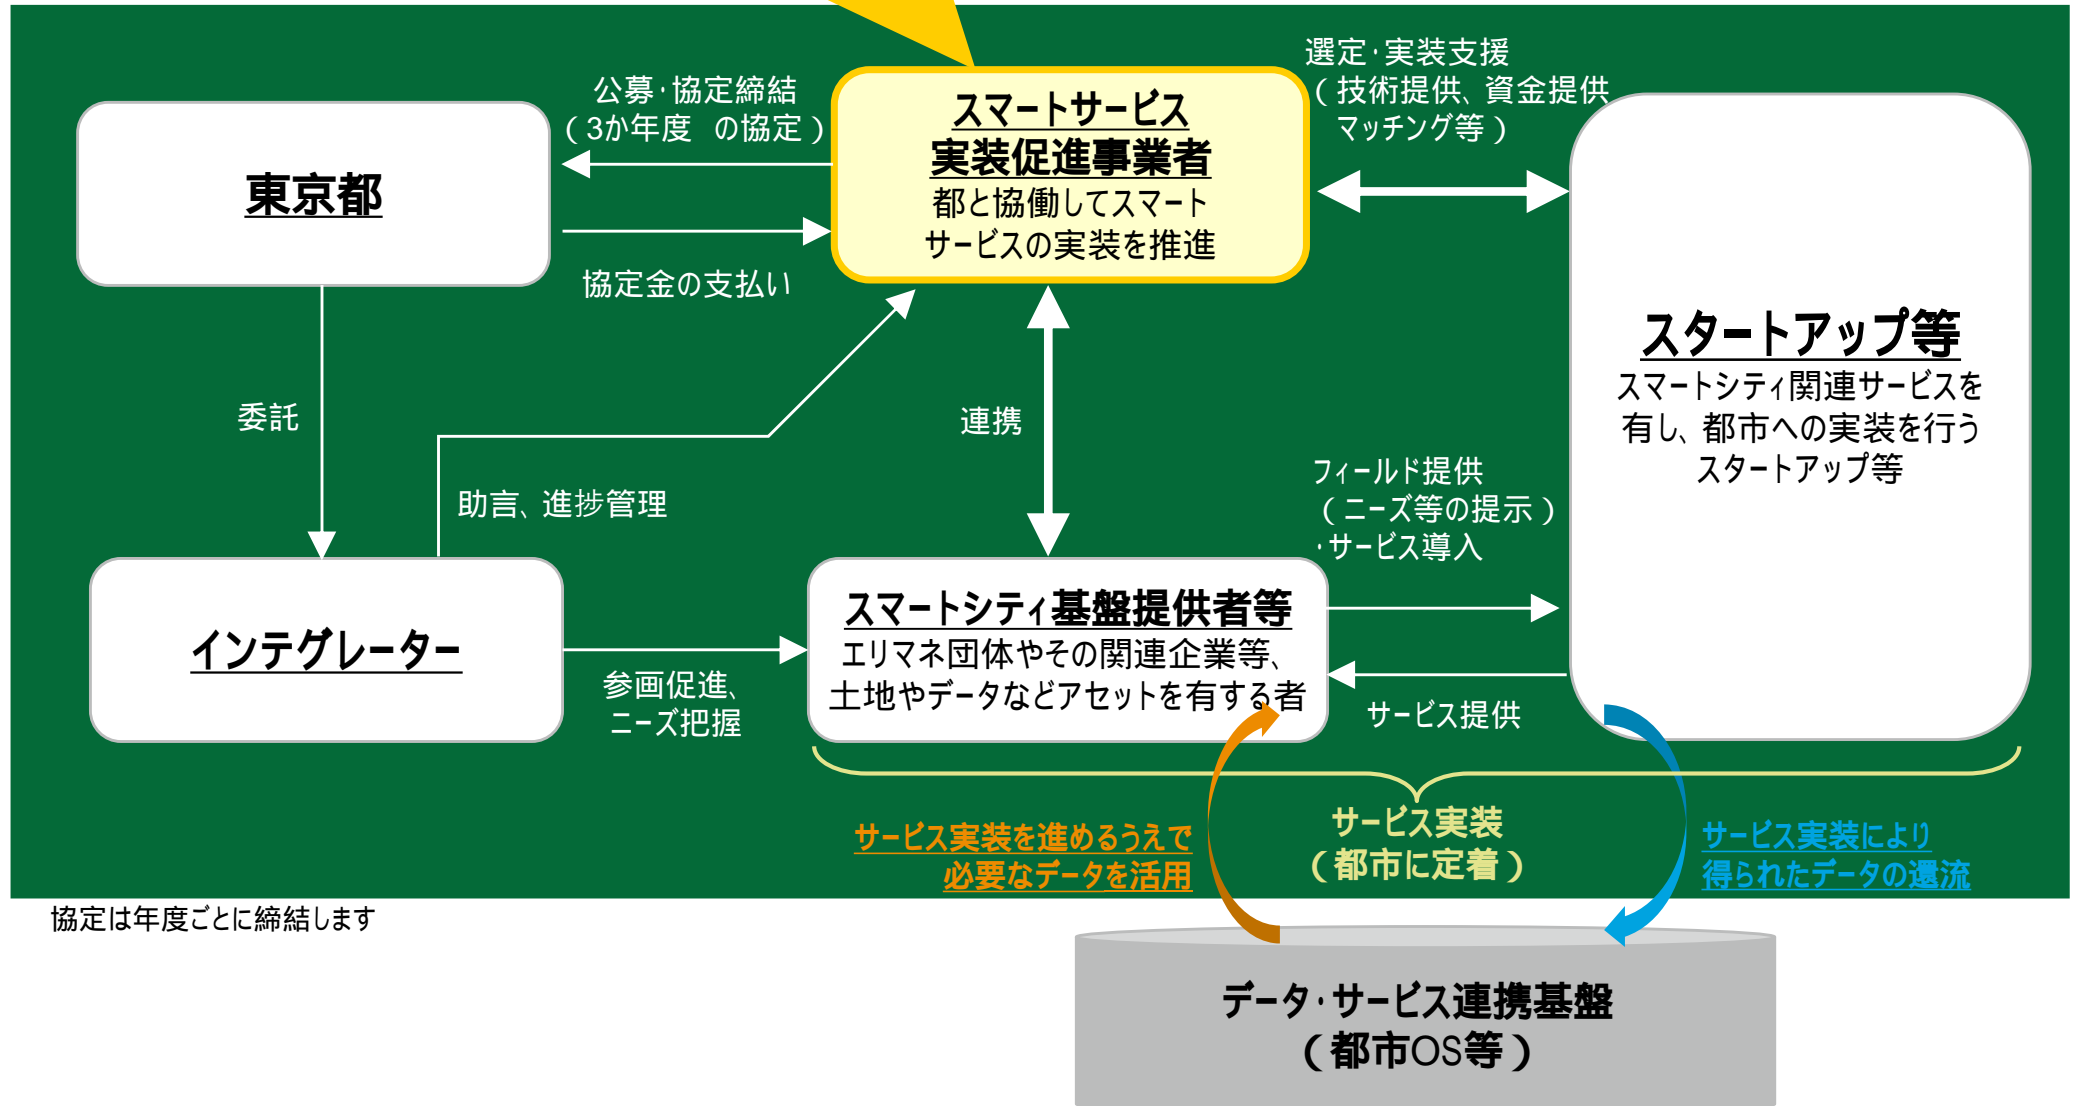 公募・協定締結
(3か年度 の協定)
スマートサービス
実装促進事業者
都と協働してスマート
サービスの実装を推進
選定・実装支援
(技術提供、資金提供
マッチング等)
東京都
協定金の支払い
スタートアップ等
スマートシティ関連サービスを
有し、都市への実装を行う
スタートアップ等
委託
連携
助言、進捗管理
フィールド提供
(ニーズ等の提示)
・サービス導入
インテグレーター
スマートシティ基盤提供者等
エリマネ団体やその関連企業等、
土地やデータなどアセットを有する者
参画促進、
ニーズ把握
サービス提供
サービス実装を進めるうえで
必要なデータを活用
サービス実装
(都市に定着)
サービス実装により
得られたデータの還流
協定は年度ごとに締結します
データ・サービス連携基盤
(都市OS等)